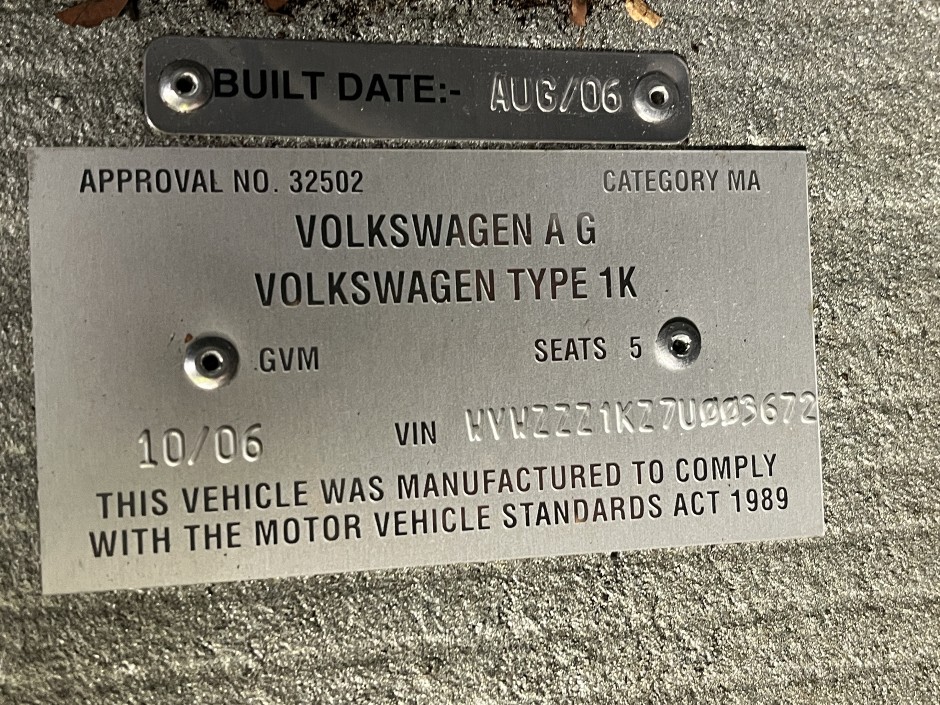 BUILT DATE:- AUG/06
APPROVAL NO. 32502 CATEGORY MA
VOLKSWAGEN A G
VOLKSWAGEN TYPE 1K
GVM SEATS 5
10/06 VIN WVWZZZ1KZ7U003672
THIS VEHICLE WAS MANUFACTURED TO COMPLY
WITH THE MOTOR VEHICLE STANDARDS ACT 1989